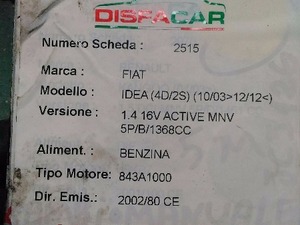 DISFACAR
Numero Scheda : 2515
Marca : FIAT
Modello : IDEA (4D/2S) (10/03>12/12<)
Versione : 1.4 16V ACTIVE MNV
5P/B/1368CC
Aliment. : BENZINA
Tipo Motore: 843A1000
Dir. Emis.: 2002/80 CE